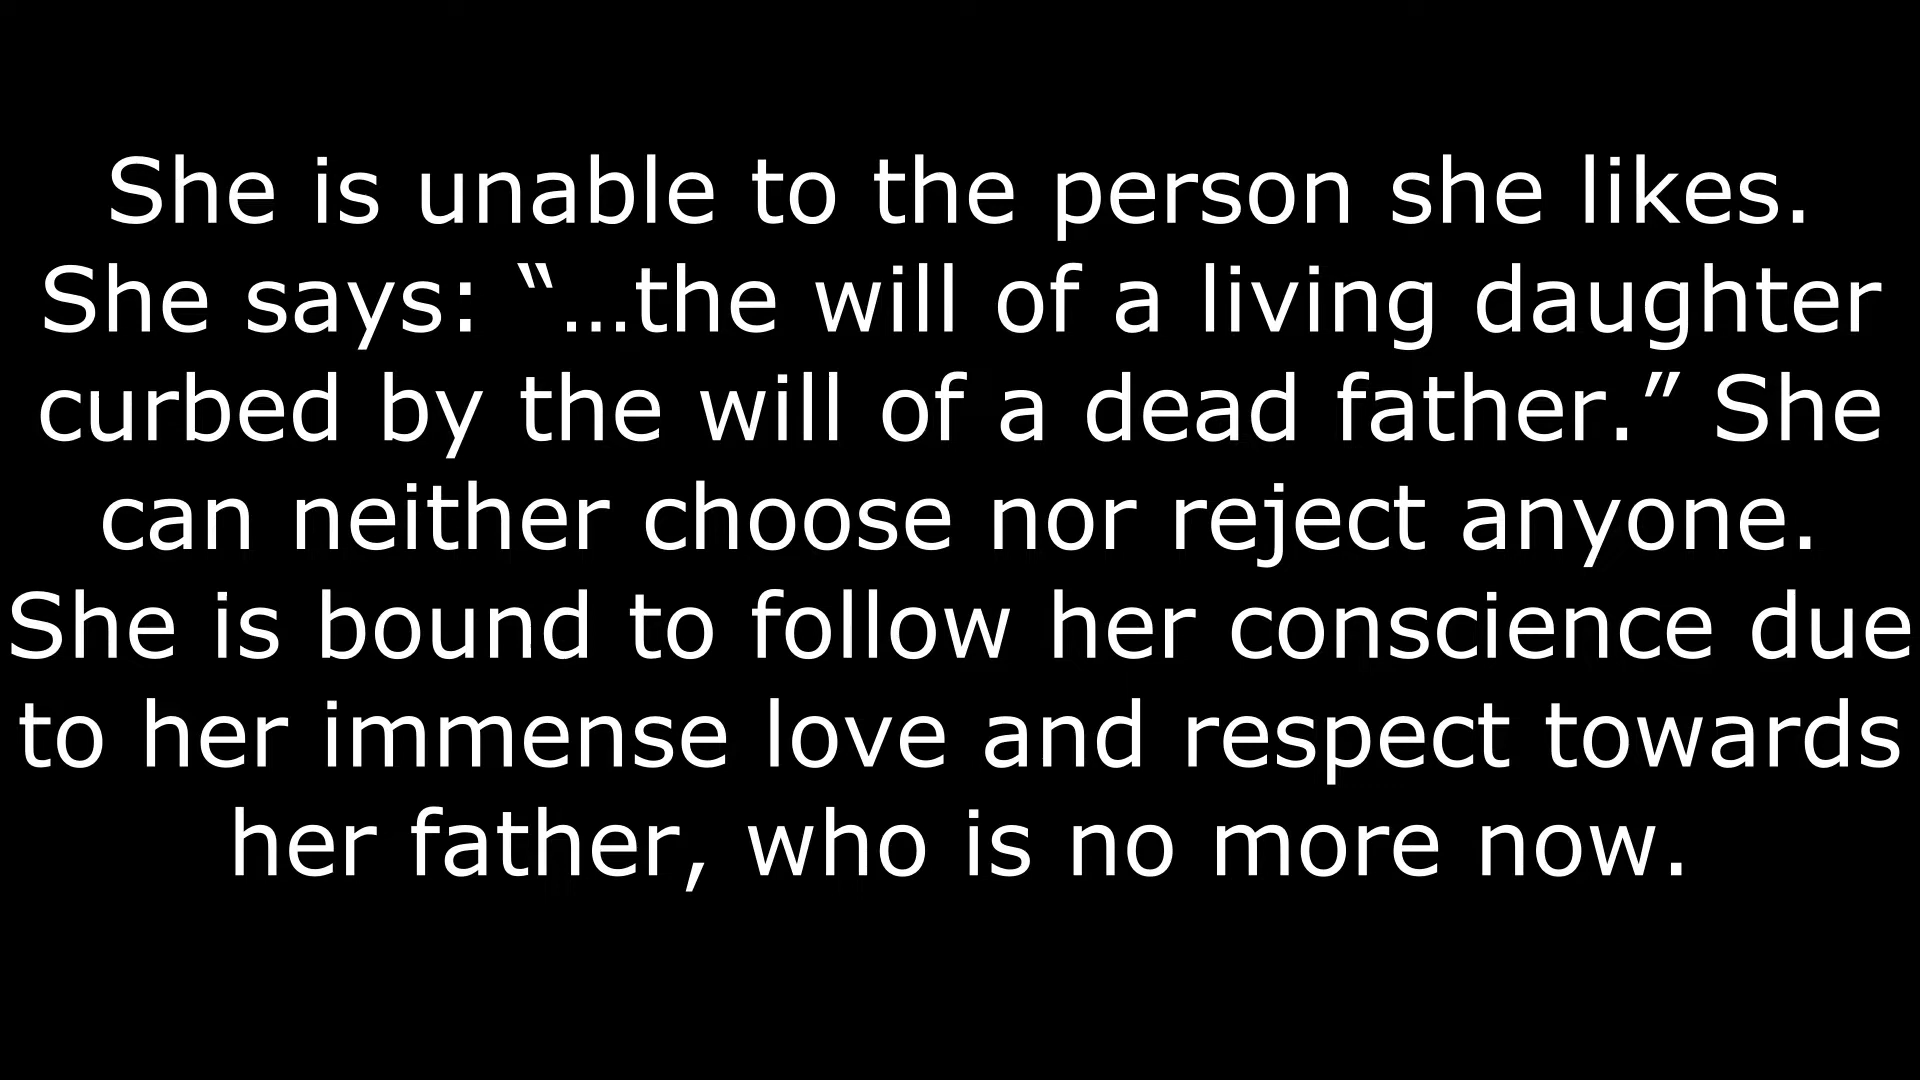 She is unable to the person she likes.
She says: “…the will of a living daughter
curbed by the will of a dead father.” She
can neither choose nor reject anyone.
She is bound to follow her conscience due
to her immense love and respect towards
her father, who is no more now.